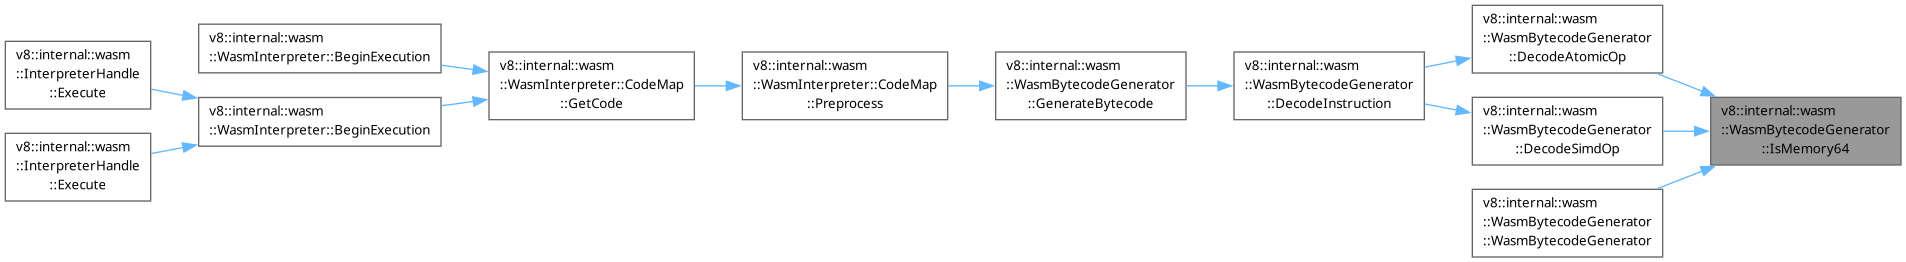 v8::internal::wasm
::InterpreterHandle
::Execute
v8::internal::wasm
::InterpreterHandle
::Execute
v8::internal::wasm
::WasmInterpreter::BeginExecution
v8::internal::wasm
::WasmInterpreter::BeginExecution
v8::internal::wasm
::WasmInterpreter::CodeMap
::GetCode
v8::internal::wasm
::WasmInterpreter::CodeMap
::Preprocess
v8::internal::wasm
::WasmBytecodeGenerator
::GenerateBytecode
v8::internal::wasm
::WasmBytecodeGenerator
::DecodeInstruction
v8::internal::wasm
::WasmBytecodeGenerator
::DecodeAtomicOp
v8::internal::wasm
::WasmBytecodeGenerator
::DecodeSimdOp
v8::internal::wasm
::WasmBytecodeGenerator
::WasmBytecodeGenerator
v8::internal::wasm
::WasmBytecodeGenerator
::IsMemory64